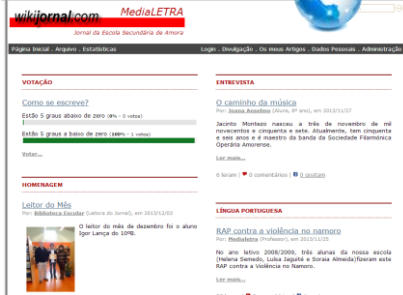 wikijornal.com
MediaLETRA
Jornal da Escola Secundária de Amora
Página Inicial . Arquivo . Estatísticas
Login . Divulgação . Os meus Artigos . Dados Pessoais . Administração
VOTAÇÃO
Como se escreve?
Estão 5 graus abaixo de zero (0% - 0 votos)
Estão 5 graus a baixo de zero (100% - 1 votos)
Votar...
HOMENAGEM
Leitor do Mês
Por: Biblioteca Escolar (Leitora do Jornal), em 2013/12/02
O leitor do mês de dezembro foi o aluno
Igor Lança do 10ºB.
ENTREVISTA
O caminho da música
Por: Joana Anselmo (Aluno, 8º ano), em 2013/11/27
Jacinto Montezo nasceu a três de novembro de mil
novecentos e cinquenta e sete. Atualmente, tem cinquenta
e seis anos e é maestro da banda da Sociedade Filarmónica
Operária Amorense.
Ler mais...
0 leram | 0 comentários | 0 gostam
LÍNGUA PORTUGUESA
RAP contra a violência no namoro
Por: Medialetra (Professor), em 2013/11/25
No ano letivo 2008/2009, três alunas da nossa escola
(Helena Semedo, Luísa Jaguité e Soraia Almeida)fizeram este
RAP contra a Violência no Namoro.
Ler mais...